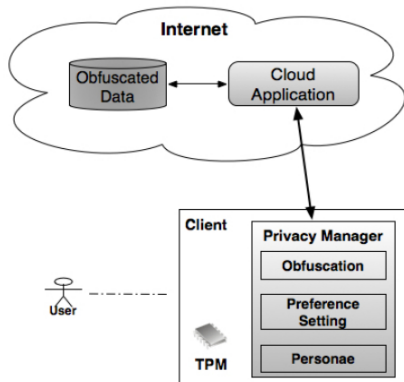 Internet
Obfuscated
Data
Cloud
Application
Client
Privacy Manager
Obfuscation
Preference
Setting
Personae
User
TPM